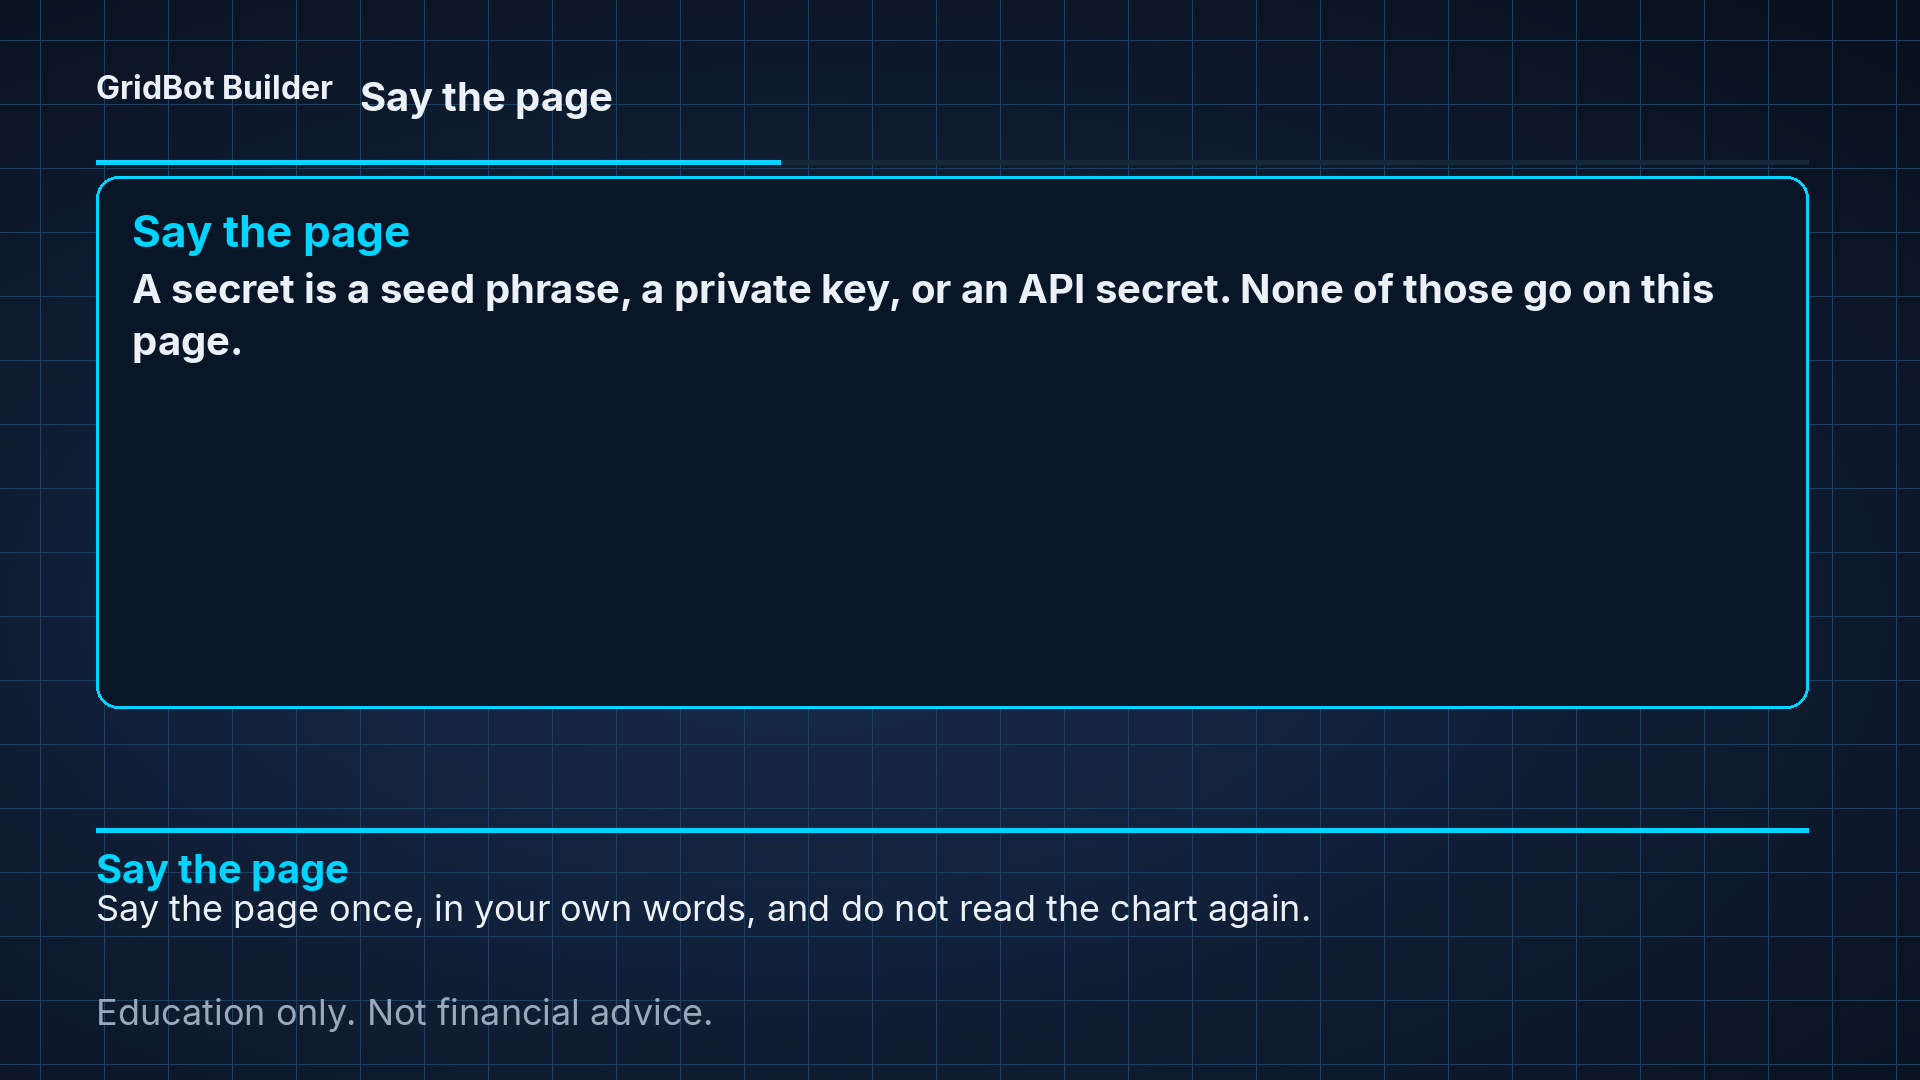 GridBot Builder
Say the page
Say the page
A secret is a seed phrase, a private key, or an API secret. None of those go on this
page.
Say the page
Say the page once, in your own words, and do not read the chart again.
Education only. Not financial advice.